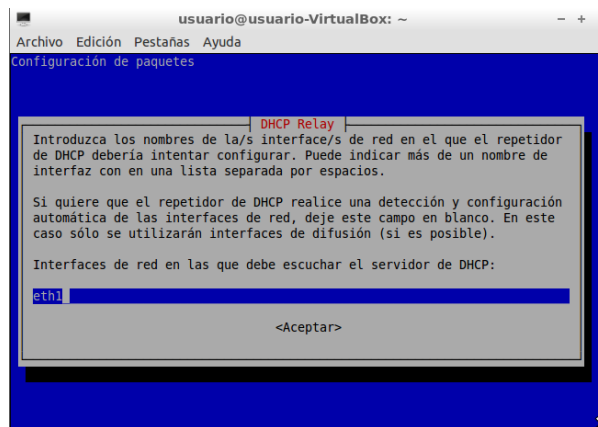 usuario@usuario-VirtualBox: ~
Archivo Edición Pestañas Ayuda
Configuración de paquetes
DHCP Relay
Introduzca los nombres de la/s interface/s de red en el que el repetidor
de DHCP debería intentar configurar. Puede indicar más de un nombre de
interfaz con en una lista separada por espacios.
Si quiere que el repetidor de DHCP realice una detección y configuración
automática de las interfaces de red, deje este campo en blanco. En este
caso sólo se utilizarán interfaces de difusión (si es posible).
Interfaces de red en las que debe escuchar el servidor de DHCP:
eth1
<Aceptar>